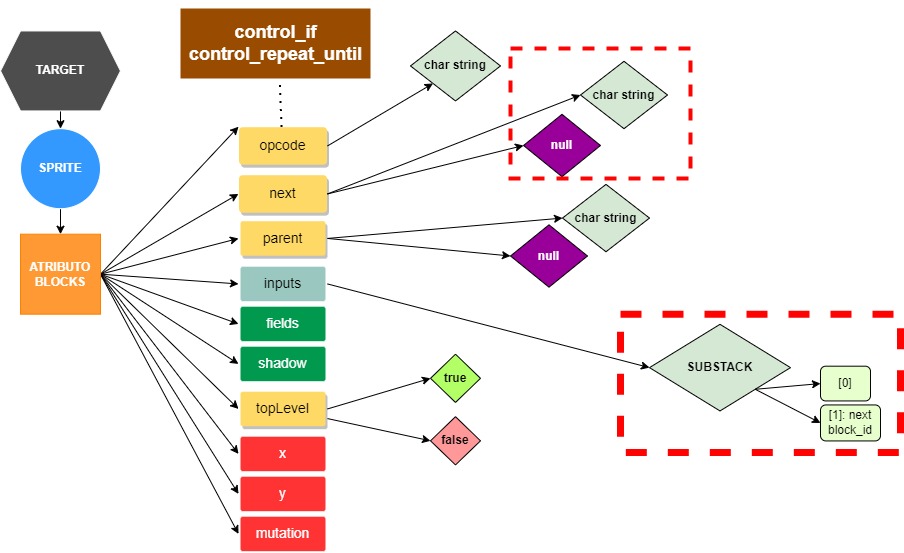 control_if
control_repeat_until
TARGET
SPRITE
ATRIBUTO
BLOCKS
opcode
next
parent
inputs
fields
shadow
topLevel
x
y
mutation
char string
char string
null
char string
null
true
false
SUBSTACK
[0]
[1]: next
block_id